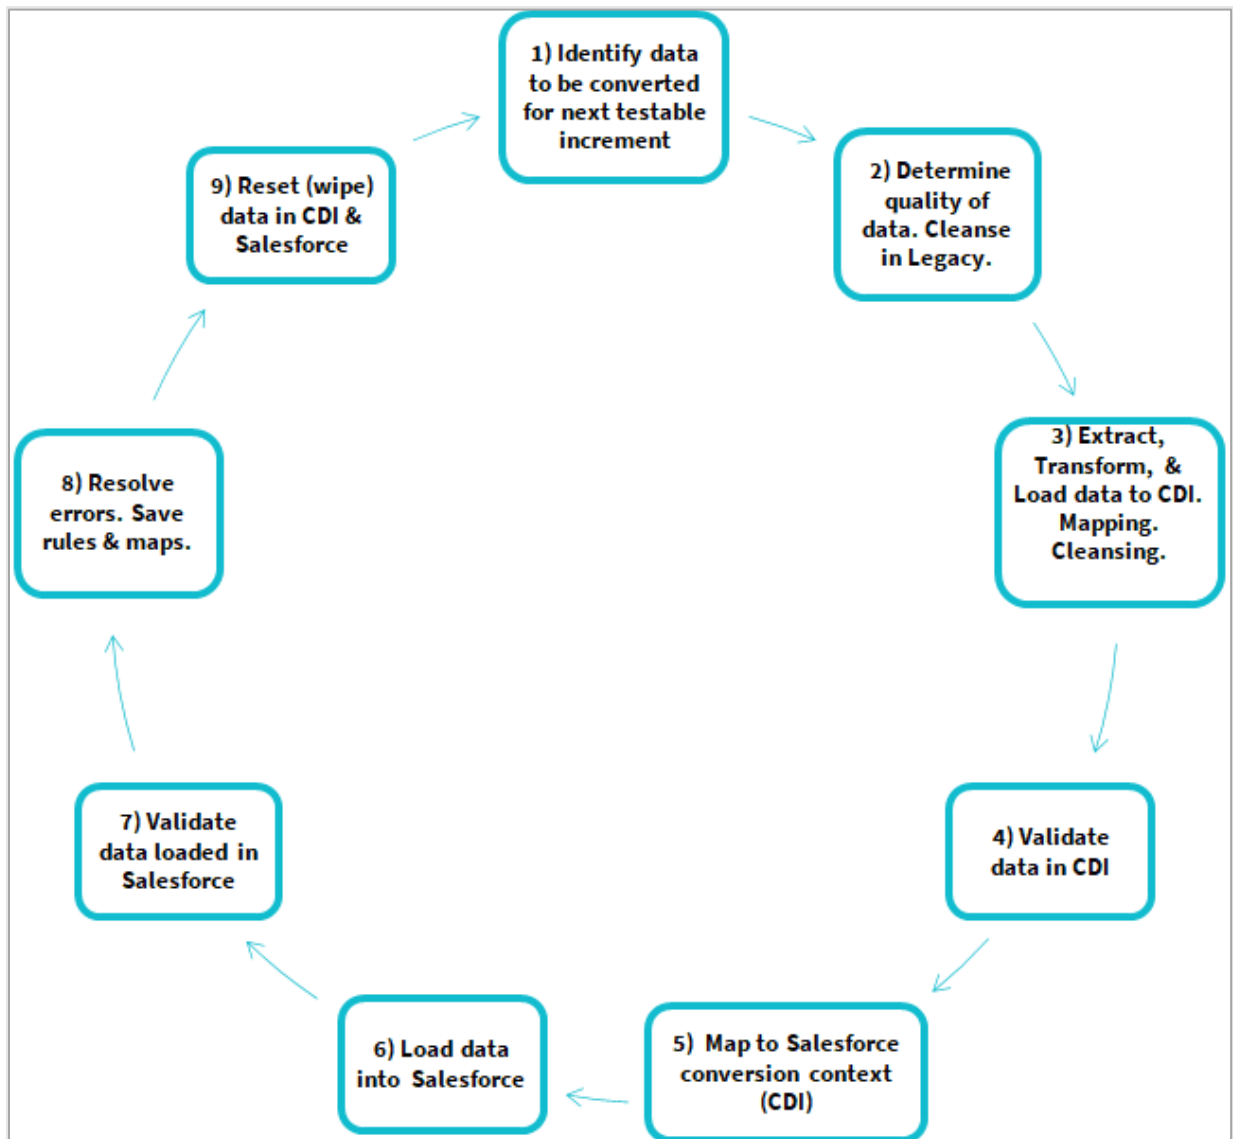 1) Identify data
to be converted
for next testable
increment
2) Determine
quality of
data. Cleanse
in Legacy.
3) Extract,
Transform, &
Load data to CDI.
Mapping.
Cleansing.
4) Validate
data in CDI
5) Map to Salesforce
conversion context
(CDI)
6) Load data
into Salesforce
7) Validate
data loaded in
Salesforce
8) Resolve
errors. Save
rules & maps.
9) Reset (wipe)
data in CDI &
Salesforce